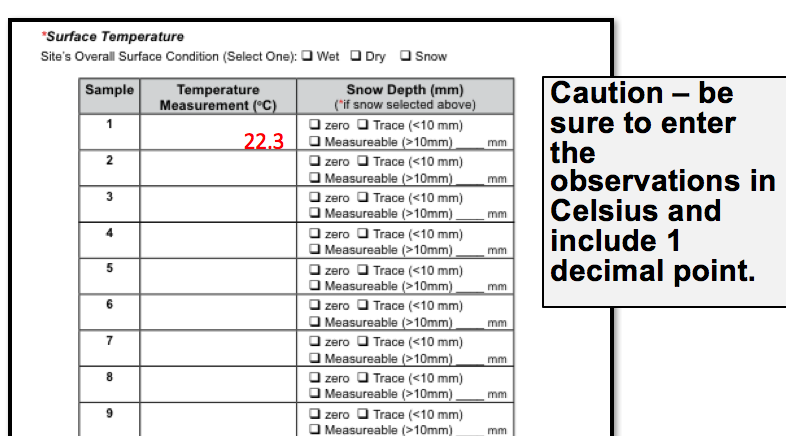 *Surface Temperature
Site's Overall Surface Condition (Select One): ❑ Wet ❑ Dry ❑ Snow
Sample Temperature Measurement (°C) Snow Depth (mm) (*if snow selected above)
1 22.3 ❑ zero ❑ Trace (<10 mm)
❑ Measureable (>10mm) ____ mm
2 ❑ zero ❑ Trace (<10 mm)
❑ Measureable (>10mm) ____ mm
3 ❑ zero ❑ Trace (<10 mm)
❑ Measureable (>10mm) ____ mm
4 ❑ zero ❑ Trace (<10 mm)
❑ Measureable (>10mm) ____ mm
5 ❑ zero ❑ Trace (<10 mm)
❑ Measureable (>10mm) ____ mm
6 ❑ zero ❑ Trace (<10 mm)
❑ Measureable (>10mm) ____ mm
7 ❑ zero ❑ Trace (<10 mm)
❑ Measureable (>10mm) ____ mm
8 ❑ zero ❑ Trace (<10 mm)
❑ Measureable (>10mm) ____ mm
9 ❑ zero ❑ Trace (<10 mm)
❑ Measureable (>10mm) ____ mm
Caution – be
sure to enter
the
observations in
Celsius and
include 1
decimal point.